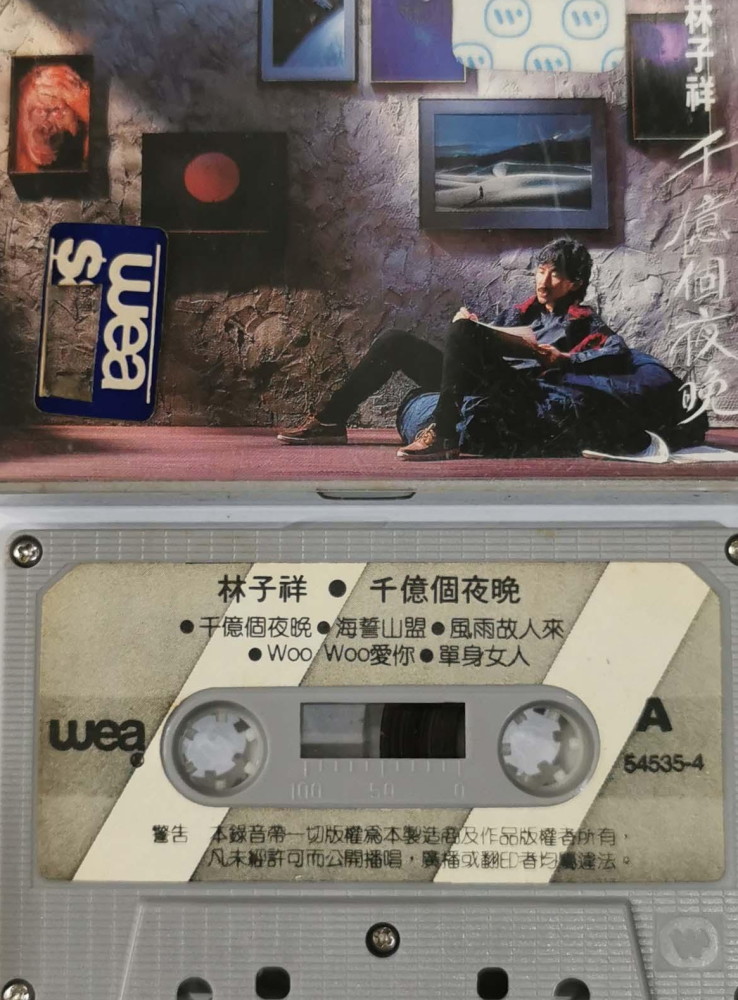 林子祥
千億個夜晚
wea
林子祥 ● 千億個夜晚
●千億個夜晚●海誓山盟●風雨故人來
●Woo Woo愛你●單身女人
wea
®
A
54535-4
100 50 0
警告 本錄音帶一切版權為本製造商及作品版權者所有，
凡未經許可而公開播唱，廣播或翻印者均屬違法。